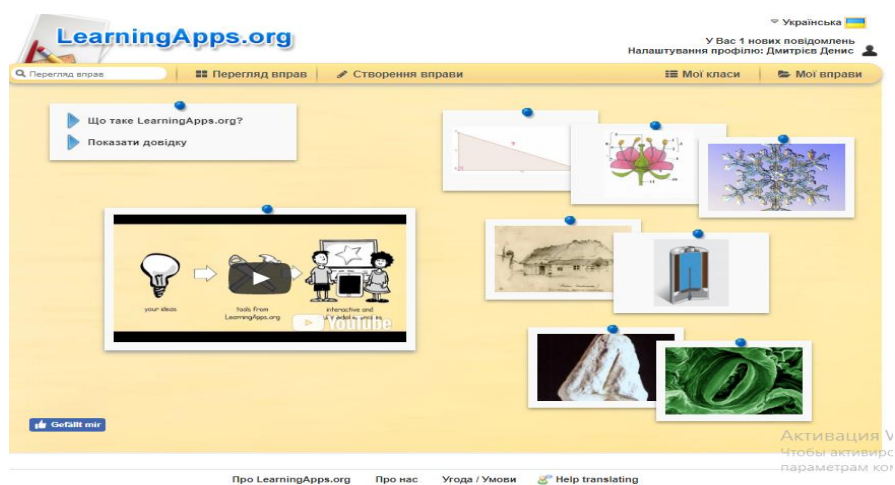 LearningApps.org
Українська
У Вас 1 нових повідомлень
Налаштування профілю: Дмитрієв Денис
Перегляд вправ
Перегляд вправ
Створення вправи
Мої класи
Мої вправи
Що таке LearningApps.org?
Показати довідку
your ideas
tools from
LearningApps.org
interactive and
YouTube
Gefällt mir
Активация
Чтобы активиро
параметрам ком
Про LearningApps.org Про нас Угода / Умови Help translating